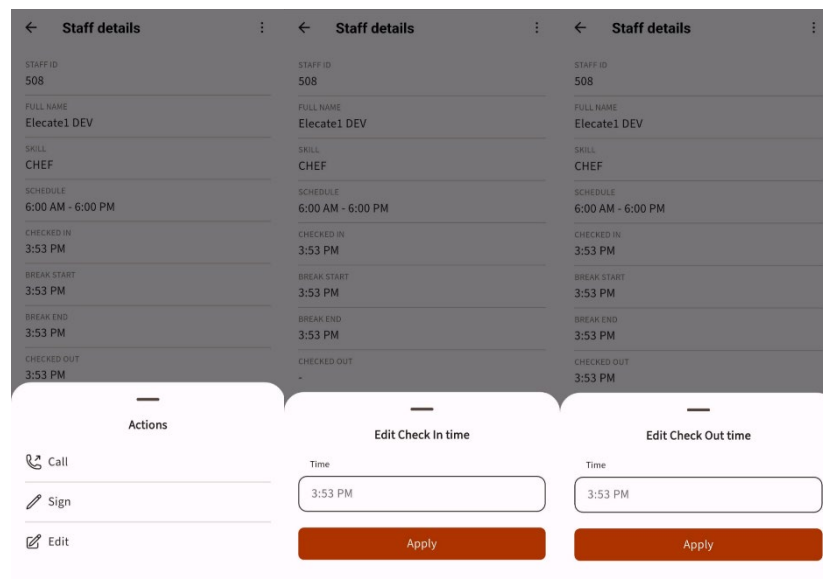 Staff details
STAFF ID
508
FULL NAME
Elecate1 DEV
SKILL
CHEF
SCHEDULE
6:00 AM - 6:00 PM
CHECKED IN
3:53 PM
BREAK START
3:53 PM
BREAK END
3:53 PM
CHECKED OUT
3:53 PM
Actions
Call
Sign
Edit
Staff details
STAFF ID
508
FULL NAME
Elecate1 DEV
SKILL
CHEF
SCHEDULE
6:00 AM - 6:00 PM
CHECKED IN
3:53 PM
BREAK START
3:53 PM
BREAK END
3:53 PM
CHECKED OUT
-
Edit Check In time
Time
3:53 PM
Apply
Staff details
STAFF ID
508
FULL NAME
Elecate1 DEV
SKILL
CHEF
SCHEDULE
6:00 AM - 6:00 PM
CHECKED IN
3:53 PM
BREAK START
3:53 PM
BREAK END
3:53 PM
CHECKED OUT
3:53 PM
Edit Check Out time
Time
3:53 PM
Apply